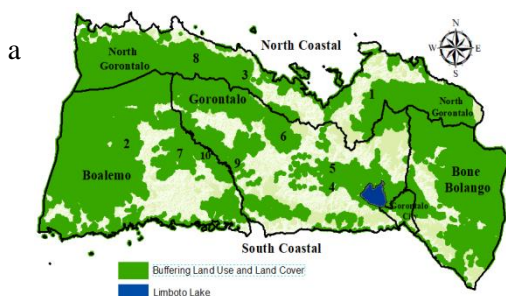 a
North Coastal
N
W E
S
North
Gorontalo
8
3
1
North
Gorontalo
Gorontalo
6
2
7
10
9
5
4
Boalemo
Bone
Bolango
Gorontalo
City
South Coastal
Buffering Land Use and Land Cover
Limboto Lake